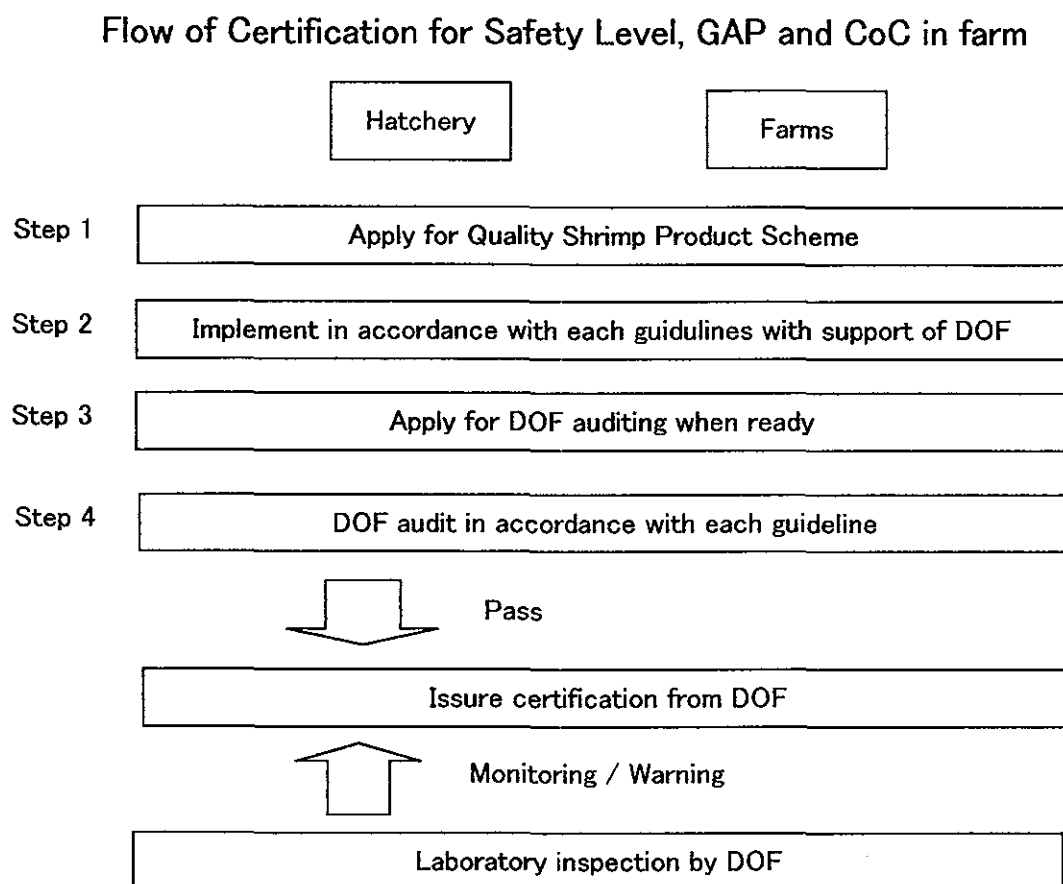 Flow of Certification for Safety Level, GAP and CoC in farm
Hatchery
Farms
Step 1
Apply for Quality Shrimp Product Scheme
Step 2
Implement in accordance with each guidulines with support of DOF
Step 3
Apply for DOF auditing when ready
Step 4
DOF audit in accordance with each guideline
Pass
Issure certification from DOF
Monitoring / Warning
Laboratory inspection by DOF